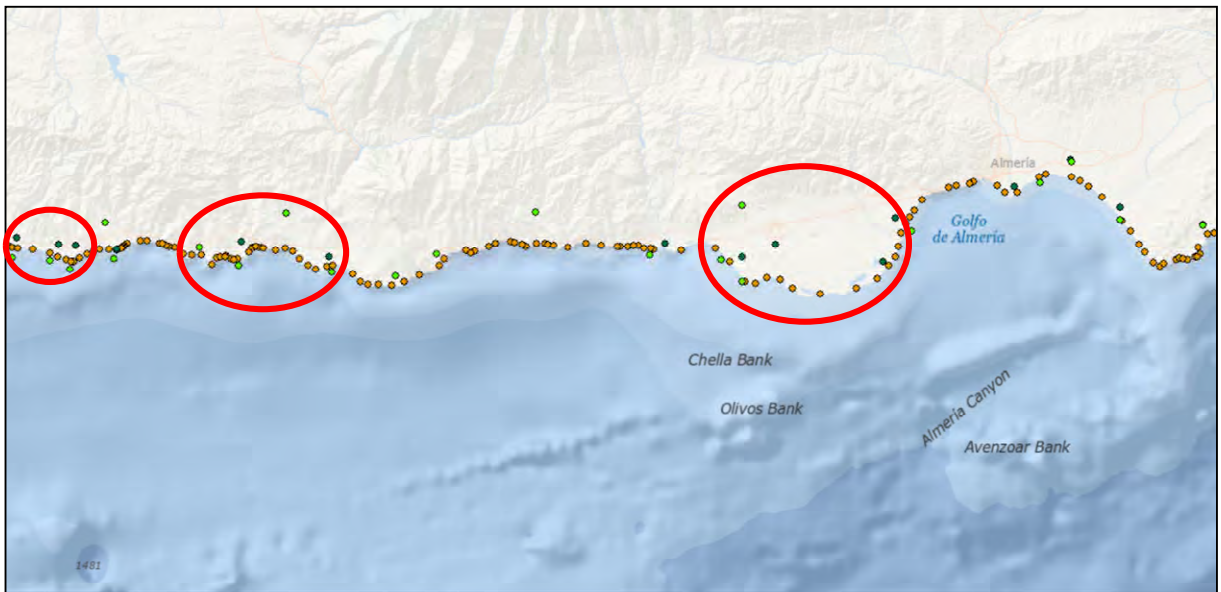 Almería
Golfo
de Almería
Chella Bank
Olivos Bank
Almeria Canyon
Avenzoar Bank
1481